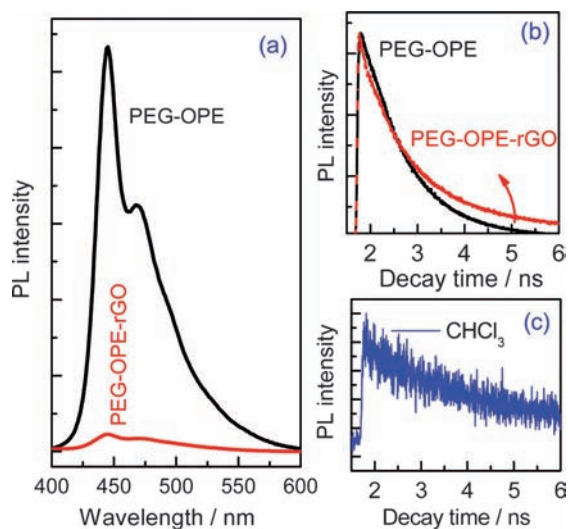 (a)
PEG-OPE
PEG-OPE-rGO
PL intensity
400 450 500 550 600
Wavelength / nm
(b)
PEG-OPE
PEG-OPE-rGO
PL intensity
2 3 4 5 6
Decay time / ns
(c)
CHCl₃
PL intensity
2 3 4 5 6
Decay time / ns